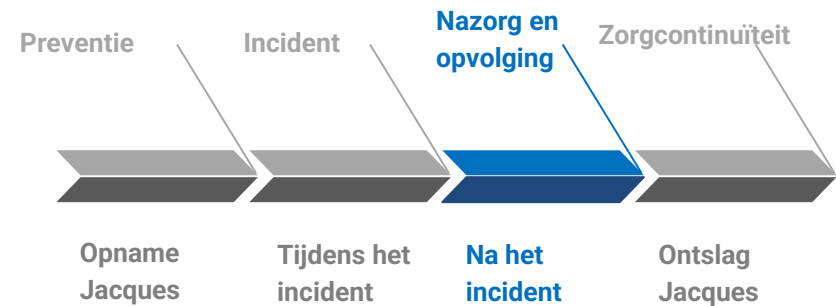 Preventie
Incident
Nazorg en
opvolging
Zorgcontinuïteit
Opname
Jacques
Tijdens het
incident
Na het
incident
Ontslag
Jacques